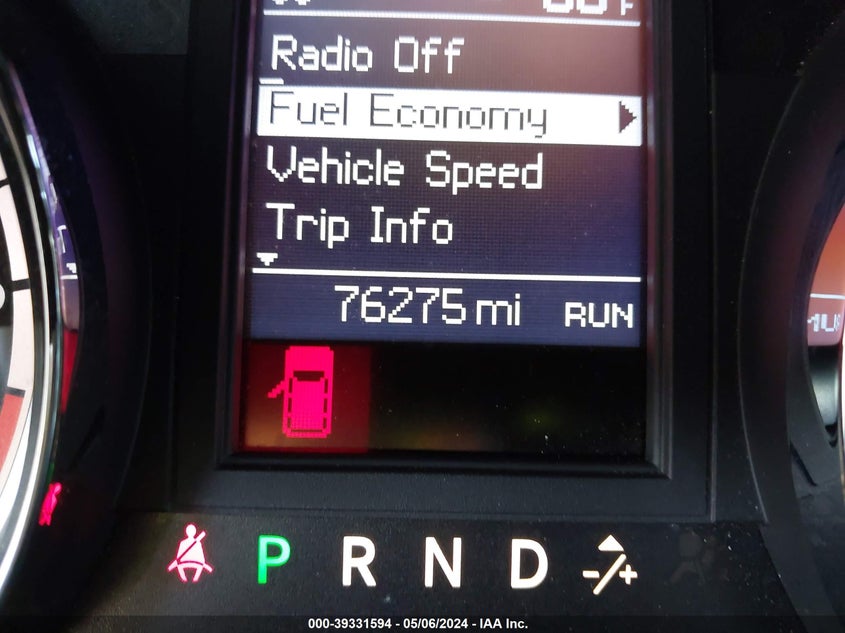 Radio Off
Fuel Economy
Vehicle Speed
Trip Info
76275 mi RUN
P R N D -/+
000-39331594 - 05/06/2024 - IAA Inc.